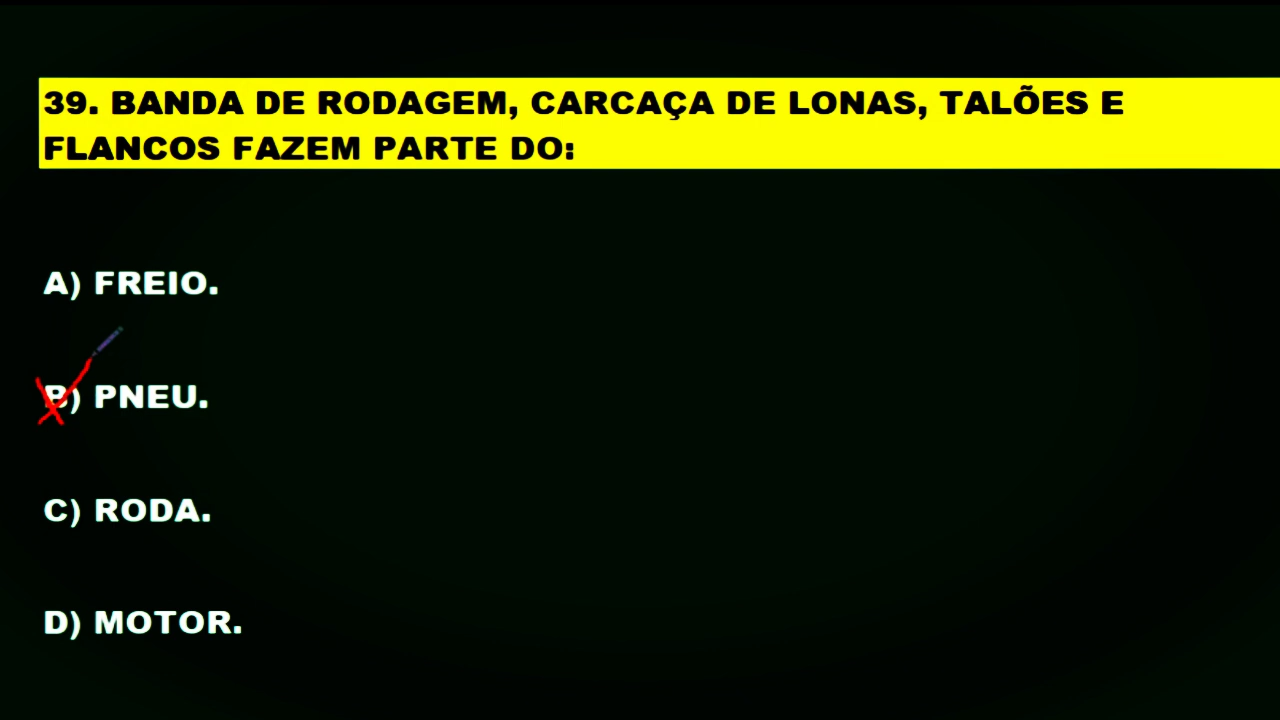 39. BANDA DE RODAGEM, CARCAÇA DE LONAS, TALÕES E
FLANCOS FAZEM PARTE DO:
A) FREIO.
B) PNEU.
C) RODA.
D) MOTOR.